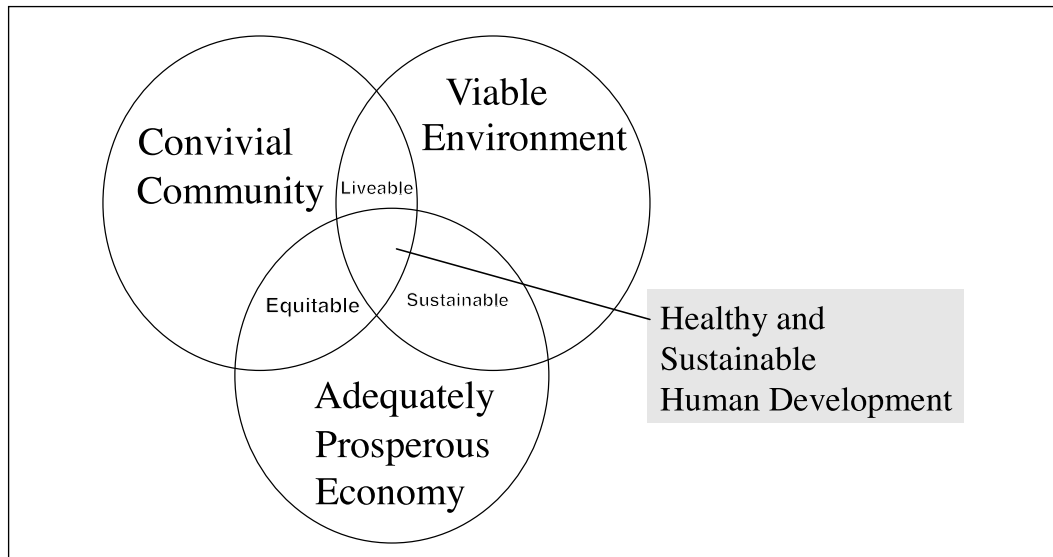 Convivial
Community
Viable
Environment
Liveable
Equitable
Sustainable
Adequately
Prosperous
Economy
Healthy and
Sustainable
Human Development